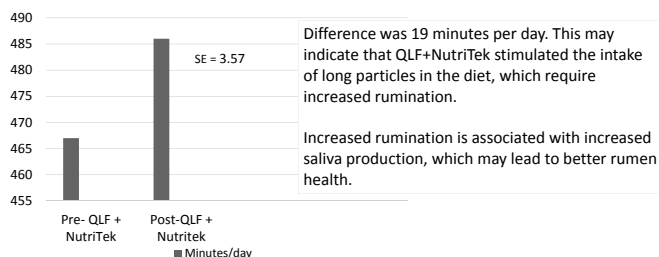 490
485
480
475
470
465
460
455
SE = 3.57
Pre- QLF +
NutriTek
Post-QLF +
Nutritek
Minutes/day
Difference was 19 minutes per day. This may
indicate that QLF+NutriTek stimulated the intake
of long particles in the diet, which require
increased rumination.
Increased rumination is associated with increased
saliva production, which may lead to better rumen
health.